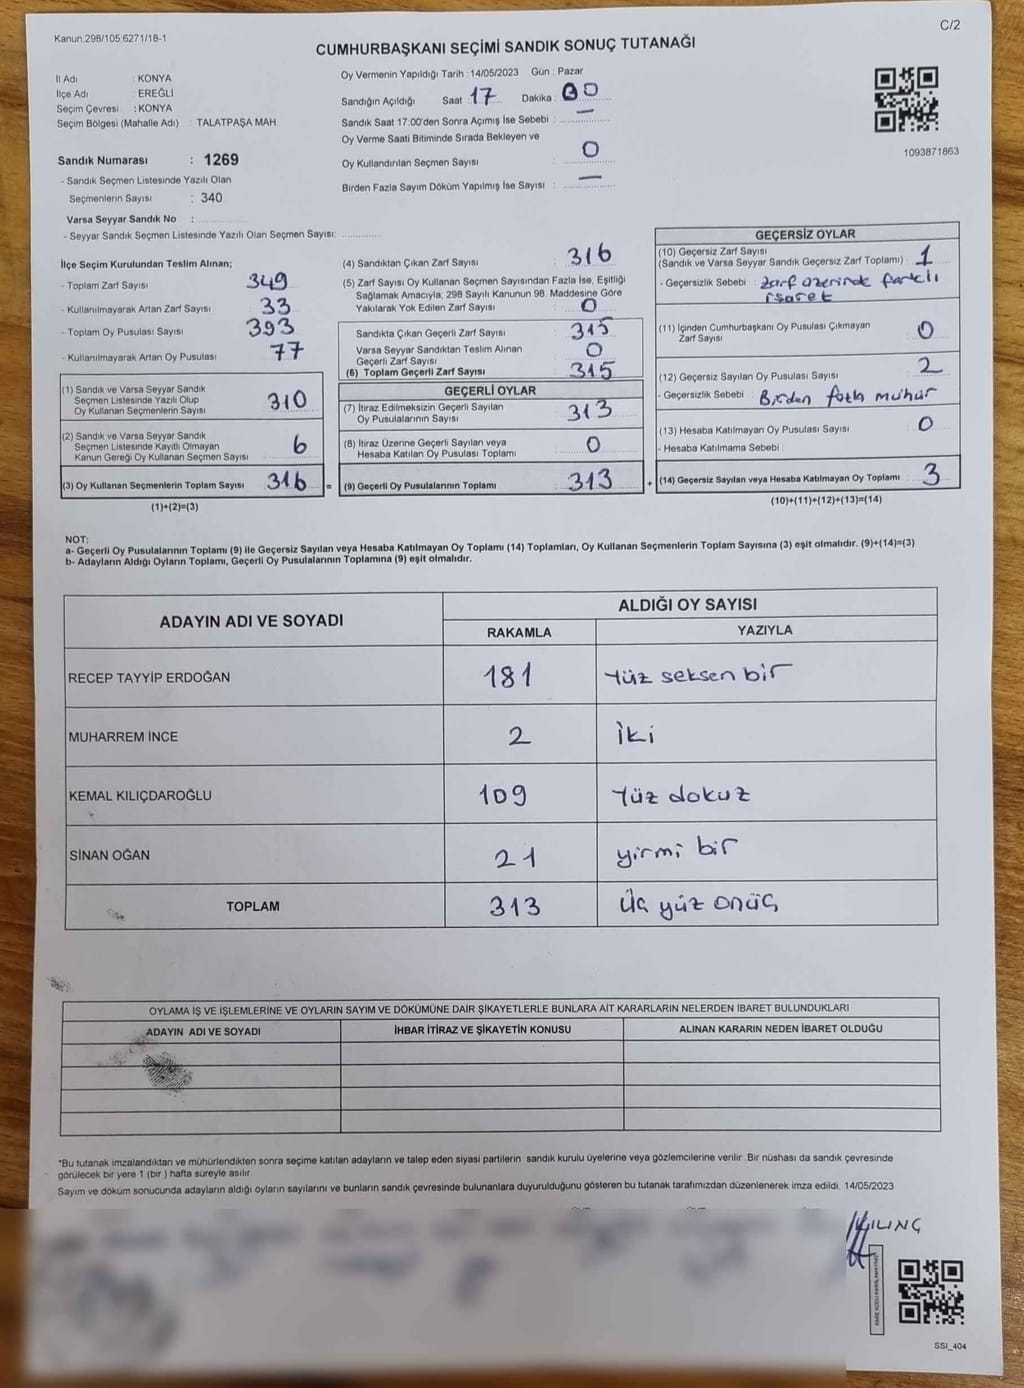 Kanun:298/105,6271/18-1
C/2
CUMHURBAŞKANI SEÇİMİ SANDIK SONUÇ TUTANAĞI
İl Adı : KONYA
İlçe Adı : EREĞLİ
Seçim Çevresi : KONYA
Seçim Bölgesi (Mahalle Adı) : TALATPAŞA MAH.
Sandık Numarası : 1269
- Sandık Seçmen Listesinde Yazılı Olan
Seçmenlerin Sayısı : 340
Varsa Seyyar Sandık No :
- Seyyar Sandık Seçmen Listesinde Yazılı Olan Seçmen Sayısı:
Oy Vermenin Yapıldığı Tarih : 14/05/2023 Gün : Pazar
Sandığın Açıldığı Saat : 17 Dakika : 00
Sandık Saat 17:00'den Sonra Açımış İse Sebebi : —
Oy Verme Saati Bitiminde Sırada Bekleyen ve
Oy Kullandırılan Seçmen Sayısı : 0
Birden Fazla Sayım Döküm Yapılmış İse Sayısı : —
1093871863
İlçe Seçim Kurulundan Teslim Alınan;
- Toplam Zarf Sayısı : 349
- Kullanılmayarak Artan Zarf Sayısı : 33
- Toplam Oy Pusulası Sayısı : 393
- Kullanılmayarak Artan Oy Pusulası : 77
(1) Sandık ve Varsa Seyyar Sandık
Seçmen Listesinde Yazılı Olup
Oy Kullanan Seçmenlerin Sayısı : 310
(2) Sandık ve Varsa Seyyar Sandık
Seçmen Listesinde Kayıtlı Olmayan
Kanun Gereği Oy Kullanan Seçmen Sayısı : 6
(3) Oy Kullanan Seçmenlerin Toplam Sayısı : 316
(1)+(2)=(3)
=
(4) Sandıktan Çıkan Zarf Sayısı : 316
(5) Zarf Sayısı Oy Kullanan Seçmen Sayısından Fazla İse, Eşitliği
Sağlamak Amacıyla; 298 Sayılı Kanunun 98. Maddesine Göre
Yakılarak Yok Edilen Zarf Sayısı : 0
Sandıkta Çıkan Geçerli Zarf Sayısı : 315
Varsa Seyyar Sandıktan Teslim Alınan
Geçerli Zarf Sayısı : 0
(6) Toplam Geçerli Zarf Sayısı : 315
GEÇERLİ OYLAR
(7) İtiraz Edilmeksizin Geçerli Sayılan
Oy Pusulalarının Sayısı : 313
(8) İtiraz Üzerine Geçerli Sayılan veya
Hesaba Katılan Oy Pusulası Toplamı : 0
(9) Geçerli Oy Pusulalarının Toplamı : 313
+
GEÇERSİZ OYLAR
(10) Geçersiz Zarf Sayısı
(Sandık ve Varsa Seyyar Sandık Geçersiz Zarf Toplamı) : 1
- Geçersizlik Sebebi : Zarf üzerinde farklı
işaret
(11) İçinden Cumhurbaşkanı Oy Pusulası Çıkmayan
Zarf Sayısı : 0
(12) Geçersiz Sayılan Oy Pusulası Sayısı : 2
- Geçersizlik Sebebi : Birden fazla mühür
(13) Hesaba Katılmayan Oy Pusulası Sayısı : 0
- Hesaba Katılmama Sebebi :
(14) Geçersiz Sayılan veya Hesaba Katılmayan Oy Toplamı : 3
(10)+(11)+(12)+(13)=(14)
NOT:
a- Geçerli Oy Pusulalarının Toplamı (9) ile Geçersiz Sayılan veya Hesaba Katılmayan Oy Toplamı (14) Toplamları, Oy Kullanan Seçmenlerin Toplam Sayısına (3) eşit olmalıdır. (9)+(14)=(3)
b- Adayların Aldığı Oyların Toplamı, Geçerli Oy Pusulalarının Toplamına (9) eşit olmalıdır.
ADAYIN ADI VE SOYADI
ALDIĞI OY SAYISI
RAKAMLA YAZIYLA
RECEP TAYYİP ERDOĞAN 181 Yüz seksen bir
MUHARREM İNCE 2 İki
KEMAL KILIÇDAROĞLU 109 Yüz dokuz
SİNAN OĞAN 21 yirmi bir
TOPLAM 313 Üç yüz onüç
OYLAMA İŞ VE İŞLEMLERİNE VE OYLARIN SAYIM VE DÖKÜMÜNE DAİR ŞİKAYETLERLE BUNLARA AİT KARARLARIN NELERDEN İBARET BULUNDUKLARI
ADAYIN ADI VE SOYADI İHBAR İTİRAZ VE ŞİKAYETİN KONUSU ALINAN KARARIN NEDEN İBARET OLDUĞU
*Bu tutanak imzalandıktan ve mühürlendikten sonra seçime katılan adayların ve talep eden siyasi partilerin sandık kurulu üyelerine veya gözlemcilerine verilir .Bir nüshası da sandık çevresinde
görülecek bir yere 1 (bir ) hafta süreyle asılır.
Sayım ve döküm sonucunda adayların aldığı oyların sayılarını ve bunların sandık çevresinde bulunanlara duyurulduğunu gösteren bu tutanak tarafımızdan düzenlenerek imza edildi. 14/05/2023
SSI_404